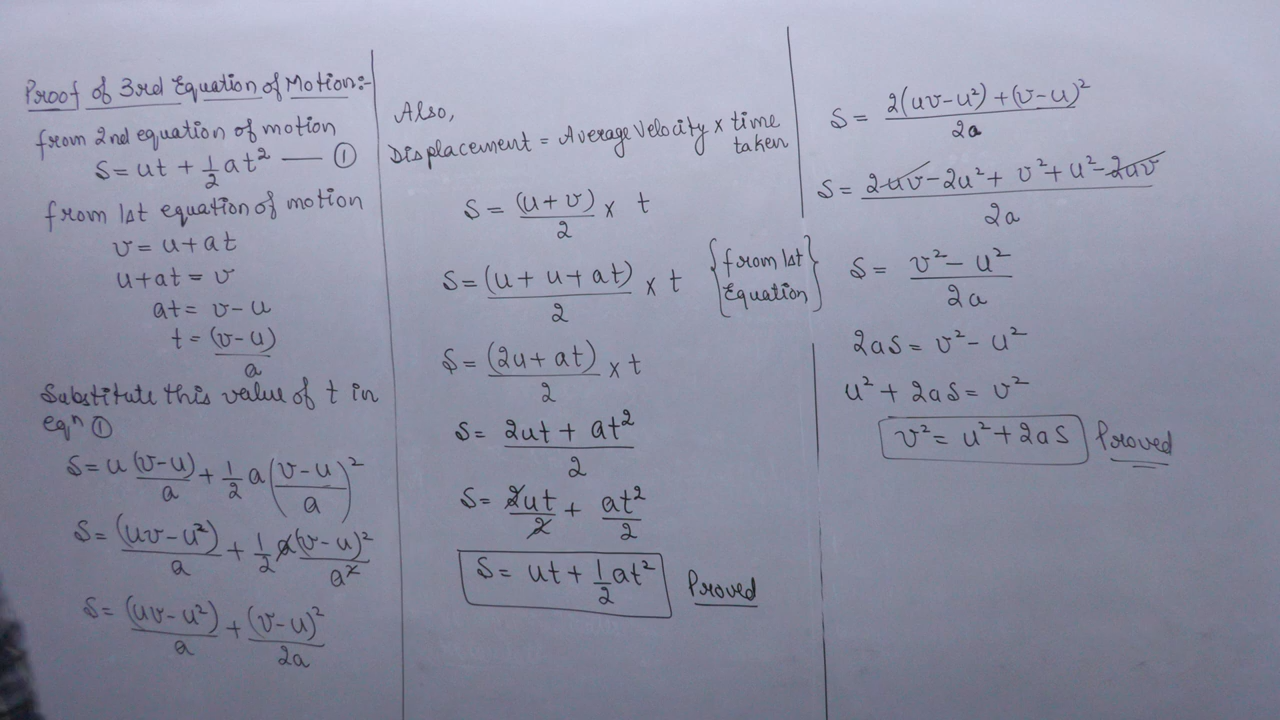 Proof of 3rd Equation of Motion:-
from 2nd equation of motion
S = ut + 1/2 at² — ①
from 1st equation of motion
v = u + at
u + at = v
at = v - u
t = (v - u)/a
Substitute this value of t in
eqⁿ ①
S = u (v - u)/a + 1/2 a ((v - u)/a)²
S = (uv - u²)/a + 1/2 a (v - u)²/a²
S = (uv - u²)/a + (v - u)²/2a
Also,
Displacement = Average Velocity × time
taken
S = (u + v)/2 × t
S = (u + u + at)/2 × t {from 1st Equation}
S = (2u + at)/2 × t
S = 2ut + at²/2
S = 2ut/2 + at²/2
S = ut + 1/2 at² Proved
S = 2(uv - u²) + (v - u)²/2a
S = 2uv - 2u² + v² + u² - 2uv/2a
S = v² - u²/2a
2as = v² - u²
u² + 2as = v²
v² = u² + 2as Proved